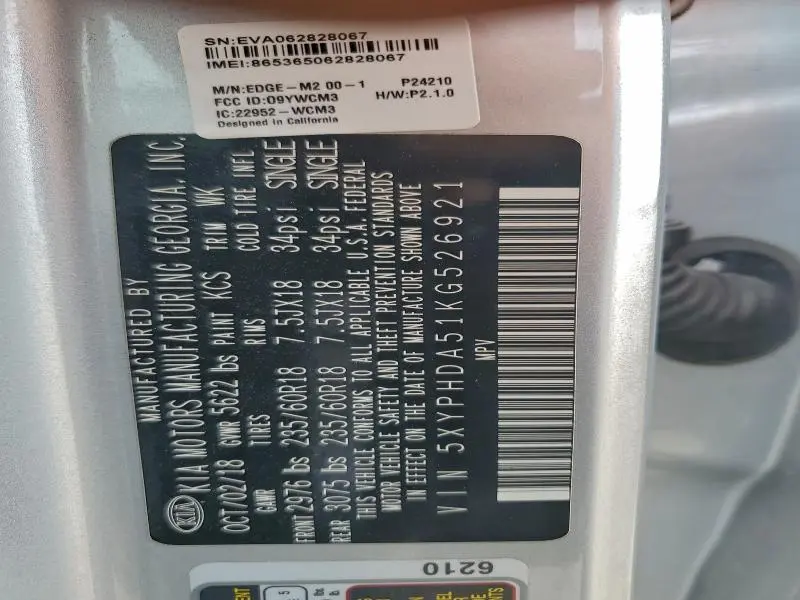 SN:EVA062828067
IMEI:865365062828067
M/N:EDGE-M2 00-1 P24210
FCC ID:O9YWCM3 H/W:P2.1.0
IC:22952-WCM3
Designed in California
MANUFACTURED BY
KIA KIA MOTORS MANUFACTURING GEORGIA, INC.
OCT/02/18 GVWR 5622 lbs PAINT KCS TRIM WK
GAWR TIRES RIMS COLD TIRE INFL
FRONT 2976 lbs 235/60R18 7.5JX18 34psi SINGLE
REAR 3075 lbs 235/60R18 7.5JX18 34psi SINGLE
THIS VEHICLE CONFORMS TO ALL APPLICABLE U.S.A. FEDERAL
MOTOR VEHICLE SAFETY AND THEFT PREVENTION STANDARDS
IN EFFECT ON THE DATE OF MANUFACTURE SHOWN ABOVE
VIN 5XYPHDA51KG526921
MPV
6210